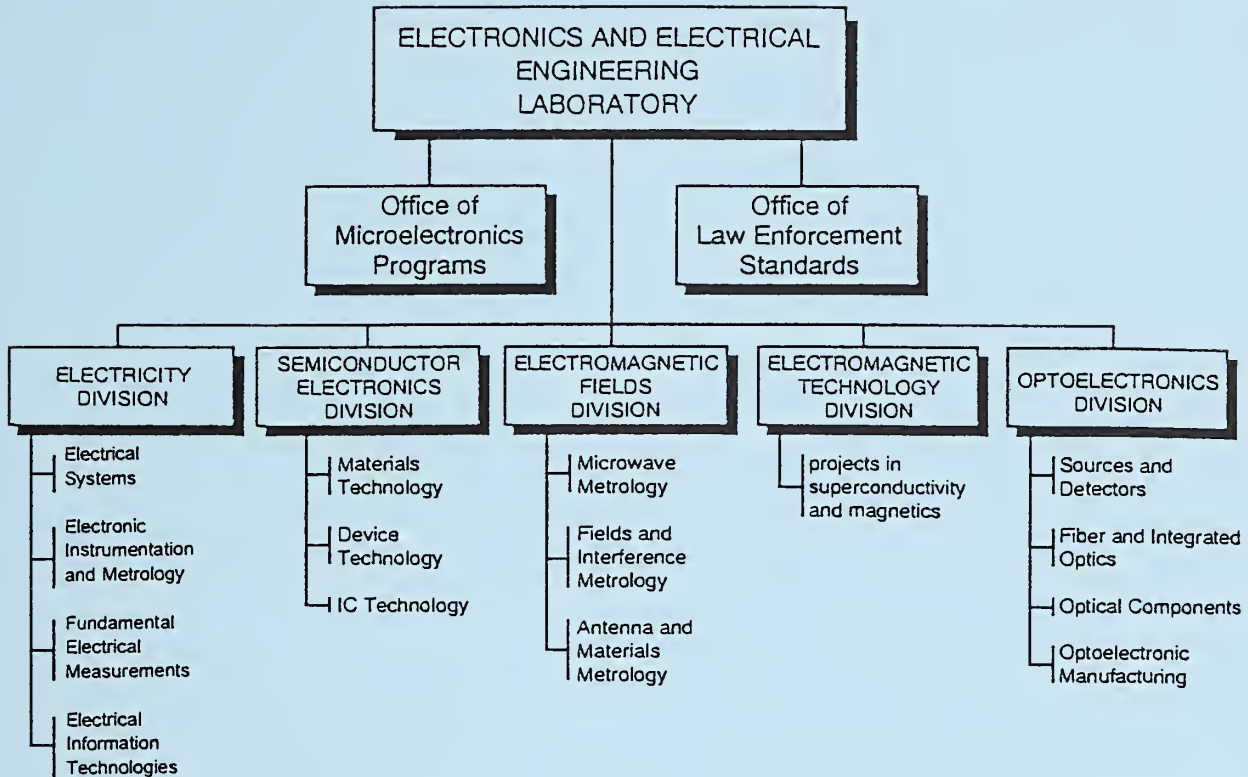 ELECTRONICS AND ELECTRICAL
ENGINEERING
LABORATORY
Office of
Microelectronics
Programs
Office of
Law Enforcement
Standards
ELECTRICITY
DIVISION
Electrical
Systems
Electronic
Instrumentation
and Metrology
Fundamental
Electrical
Measurements
Electrical
Information
Technologies
SEMICONDUCTOR
ELECTRONICS
DIVISION
Materials
Technology
Device
Technology
IC Technology
ELECTROMAGNETIC
FIELDS
DIVISION
Microwave
Metrology
Fields and
Interference
Metrology
Antenna and
Materials
Metrology
ELECTROMAGNETIC
TECHNOLOGY
DIVISION
projects in
superconductivity
and magnetics
OPTOELECTRONICS
DIVISION
Sources and
Detectors
Fiber and Integrated
Optics
Optical Components
Optoelectronic
Manufacturing